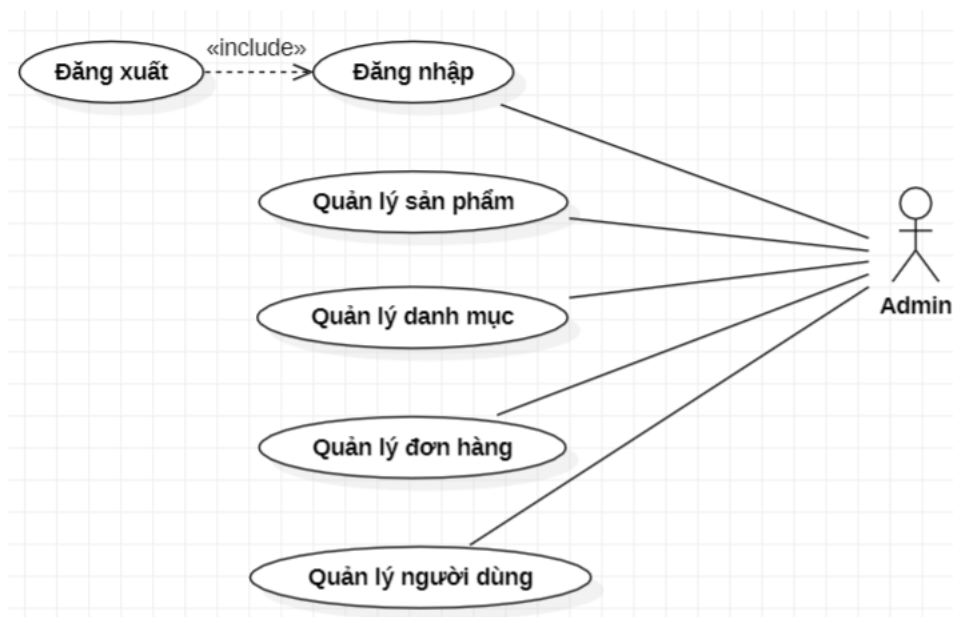 «include»
Đăng xuất
Đăng nhập
Quản lý sản phẩm
Quản lý danh mục
Admin
Quản lý đơn hàng
Quản lý người dùng